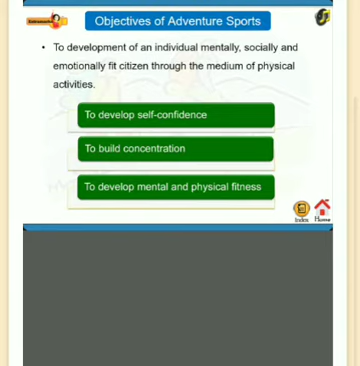 Objectives of Adventure Sports
• To development of an individual mentally, socially and
emotionally fit citizen through the medium of physical
activities.
To develop self-confidence
To build concentration
To develop mental and physical fitness
Index Home